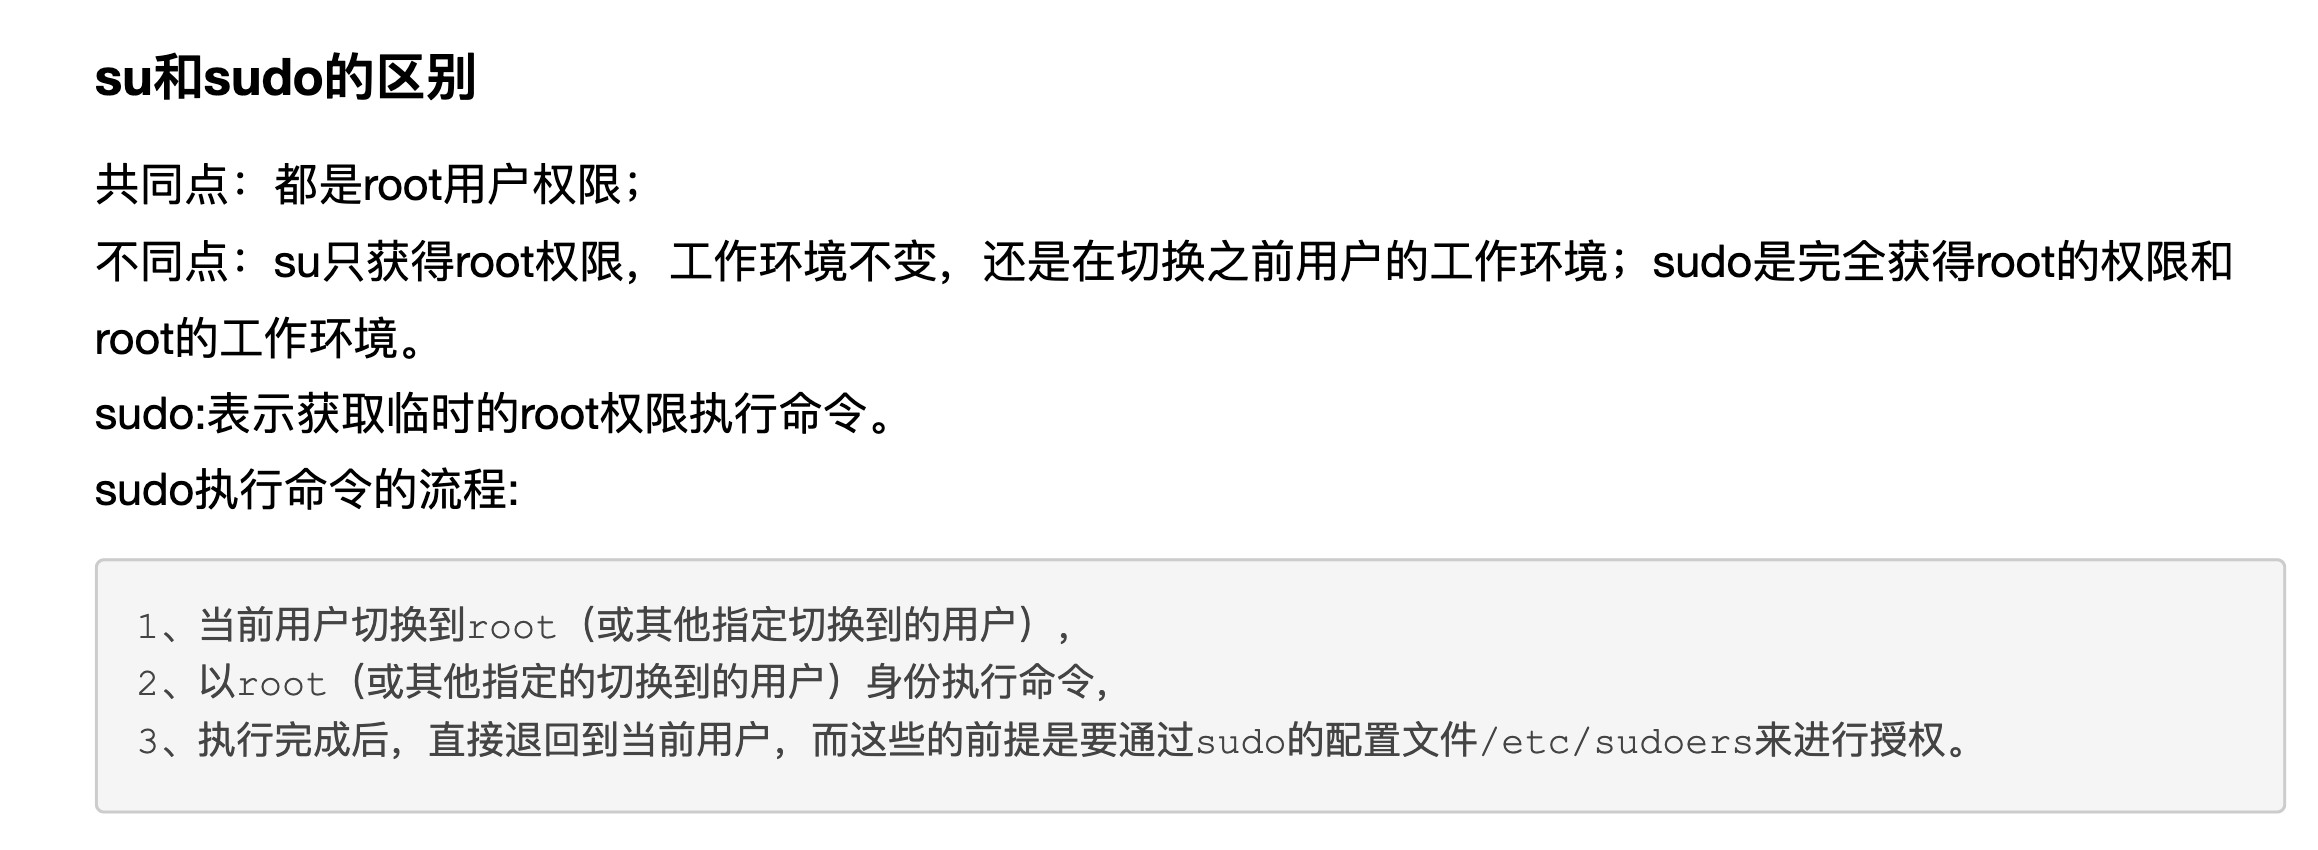 su和sudo的区别
共同点：都是root用户权限；
不同点：su只获得root权限，工作环境不变，还是在切换之前用户的工作环境；sudo是完全获得root的权限和
root的工作环境。
sudo:表示获取临时的root权限执行命令。
sudo执行命令的流程:
1、当前用户切换到root（或其他指定切换到的用户），
2、以root（或其他指定的切换到的用户）身份执行命令，
3、执行完成后，直接退回到当前用户，而这些的前提是要通过sudo的配置文件/etc/sudoers来进行授权。